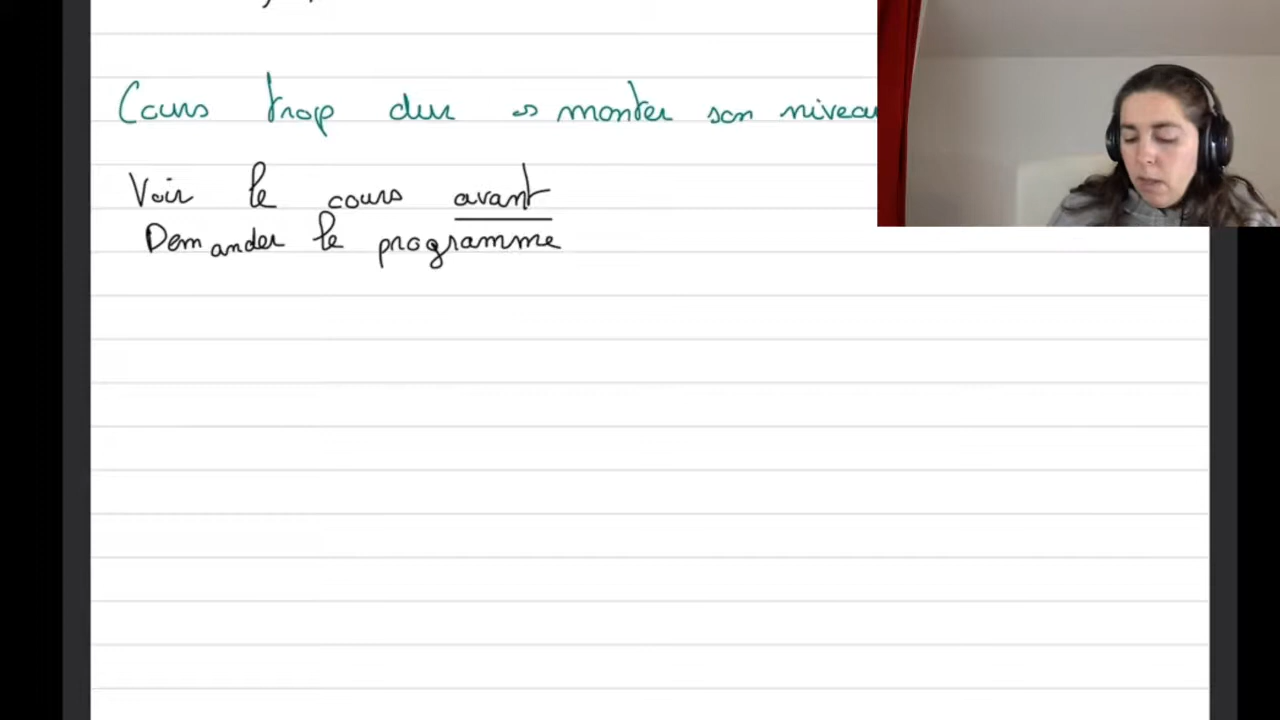 Cours trop dur → monter son niveau
Voir le cours avant
Demander le programme